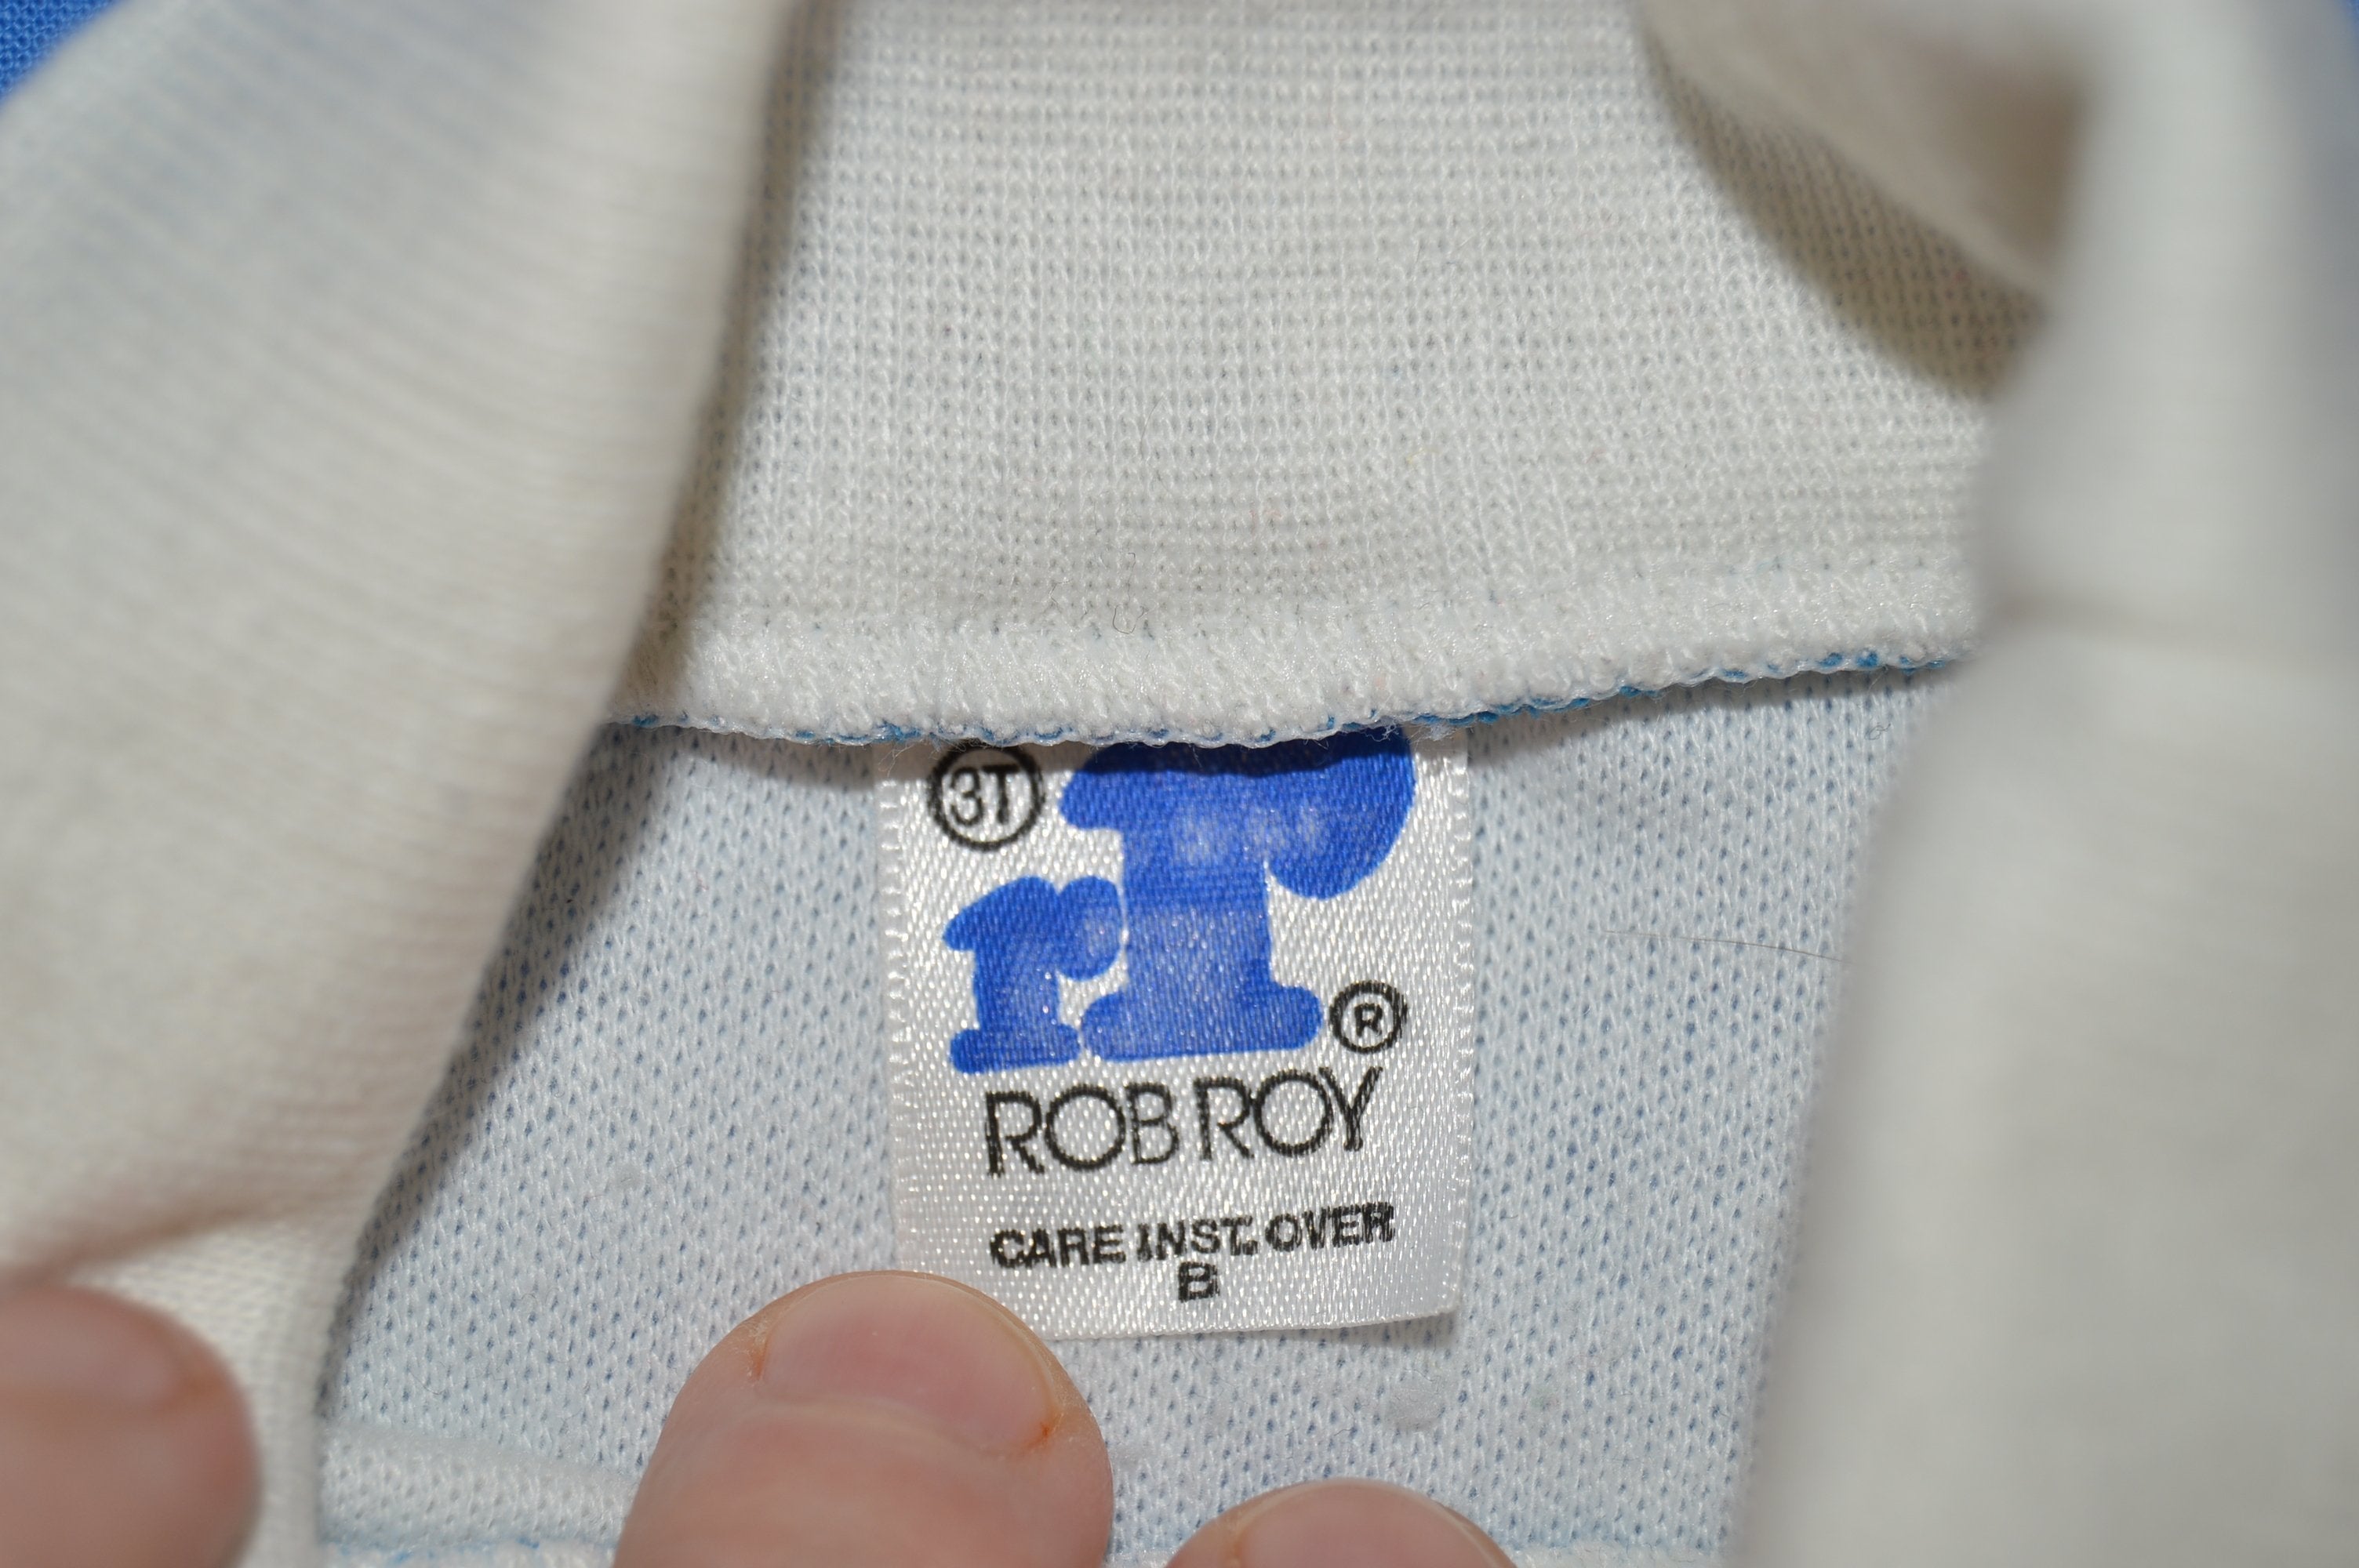 3T
rr
®
ROB ROY
CARE INST. OVER
B